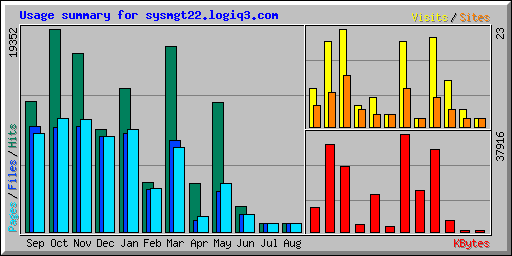 Usage summary for sysmgt22.logiq3.com
Visits/Sites
19352
Pages/Files/Hits
23
37916
Sep Oct Nov Dec Jan Feb Mar Apr May Jun Jul Aug
KBytes